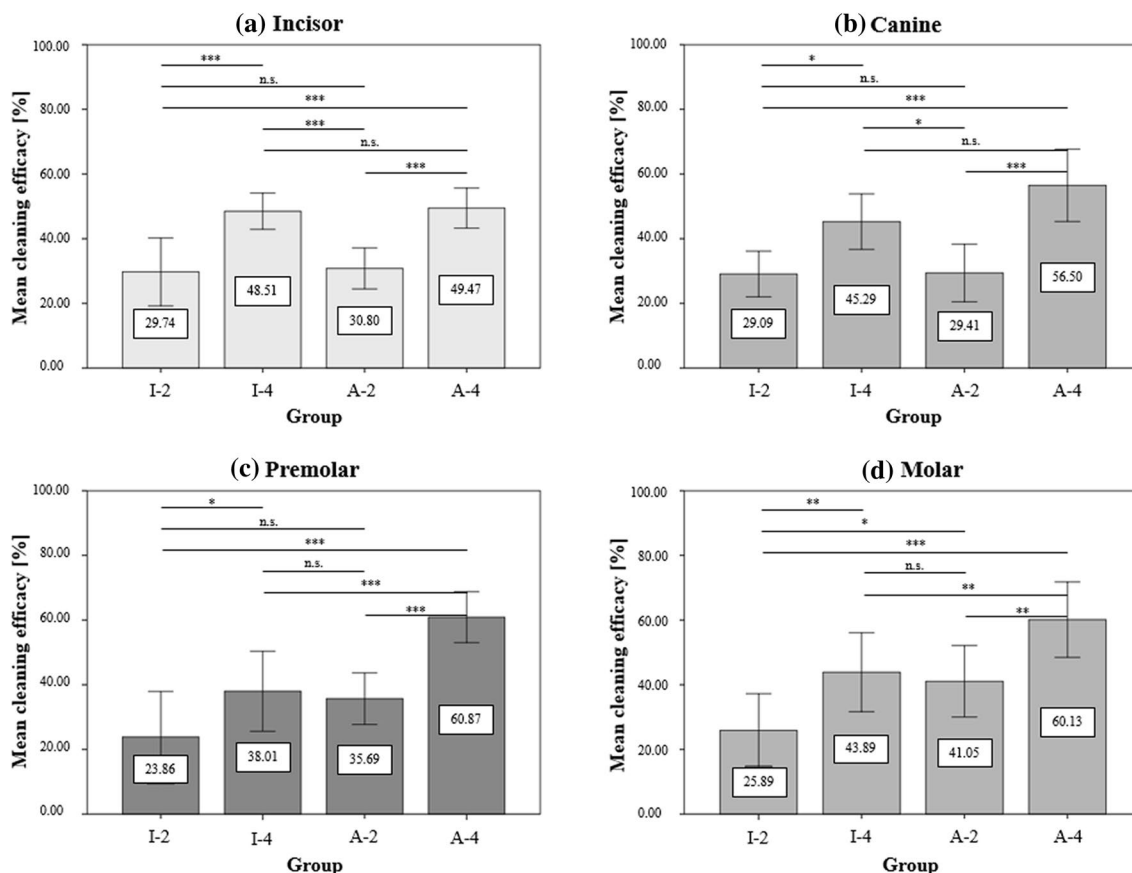 (a) Incisor
Mean cleaning efficacy [%]
100.00
80.00
60.00
40.00
20.00
0.00
***
n.s.
***
***
n.s.
***
29.74
48.51
30.80
49.47
I-2 I-4 A-2 A-4
Group
(b) Canine
Mean cleaning efficacy [%]
100.00
80.00
60.00
40.00
20.00
0.00
*
n.s.
***
*
n.s.
***
29.09
45.29
29.41
56.50
I-2 I-4 A-2 A-4
Group
(c) Premolar
Mean cleaning efficacy [%]
100.00
80.00
60.00
40.00
20.00
0.00
*
n.s.
***
n.s.
***
***
23.86
38.01
35.69
60.87
I-2 I-4 A-2 A-4
Group
(d) Molar
Mean cleaning efficacy [%]
100.00
80.00
60.00
40.00
20.00
0.00
**
*
***
n.s.
**
**
25.89
43.89
41.05
60.13
I-2 I-4 A-2 A-4
Group